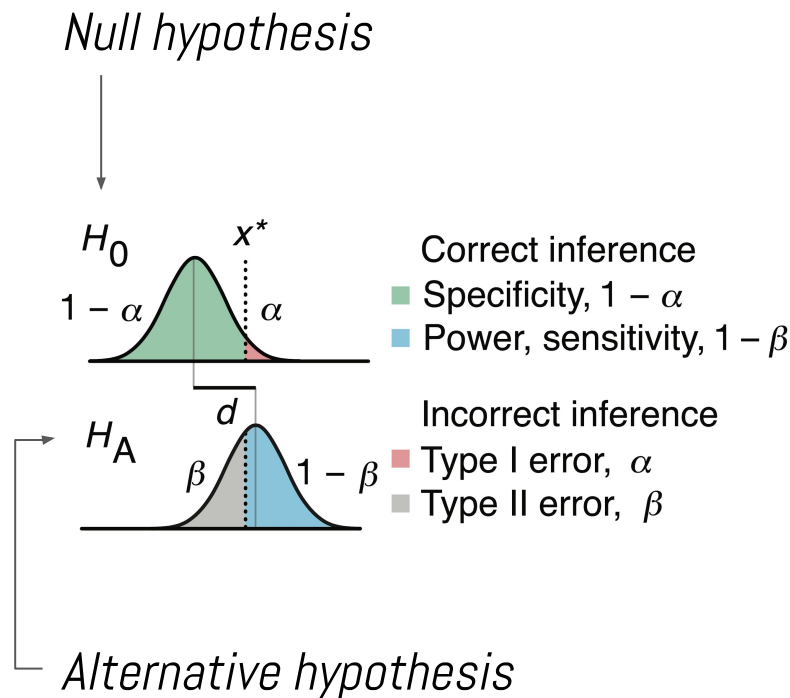 Null hypothesis
H0
x*
1 − α
α
Correct inference
Specificity, 1 − α
Power, sensitivity, 1 − β
d
HA
β
1 − β
Incorrect inference
Type I error, α
Type II error, β
Alternative hypothesis